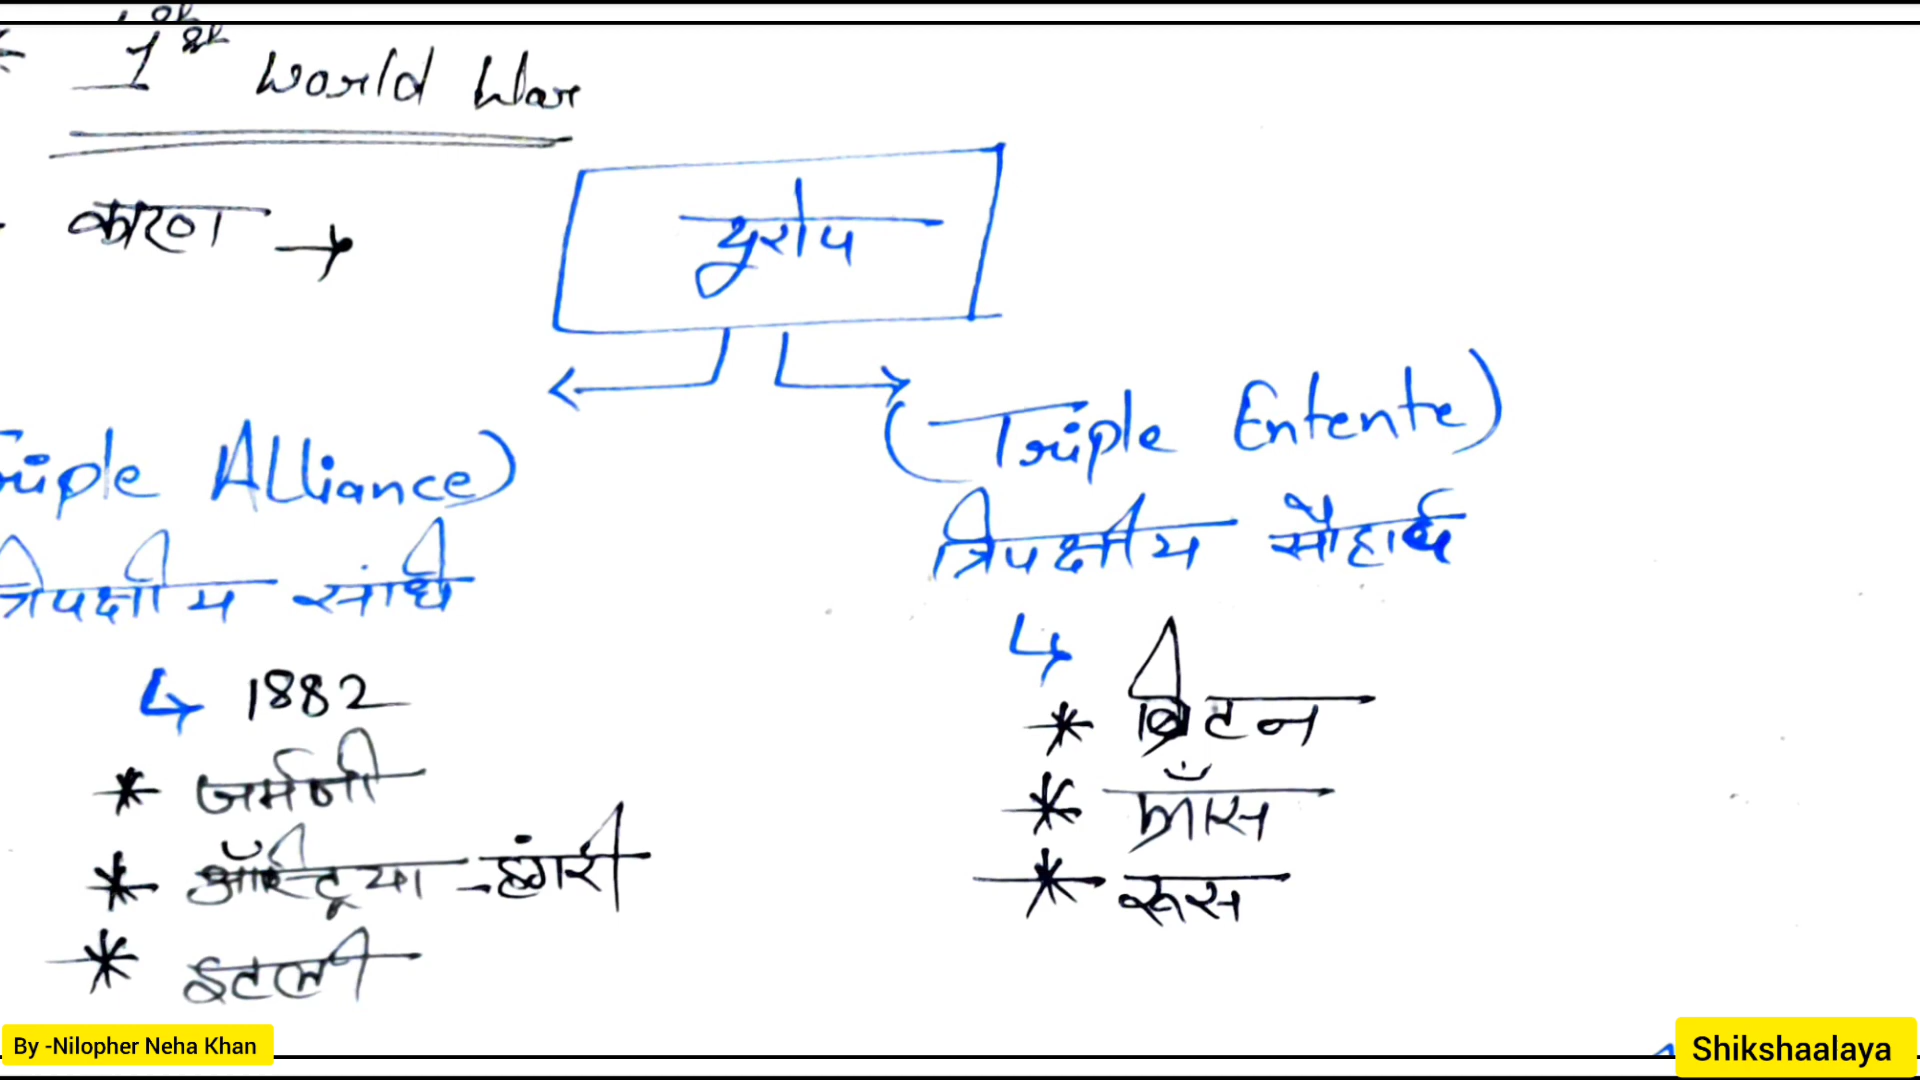 1st World War
कारण →
यूरोप
Triple Alliance)
(Triple Entente)
त्रिपक्षीय संधि
त्रिपक्षीय सौहार्द
↳ 1882
* जर्मनी
* ऑस्ट्रिया - हंगरी
* इटली
↳
* ब्रिटेन
* फ्राँस
* रूस
By -Nilopher Neha Khan
Shikshaalaya